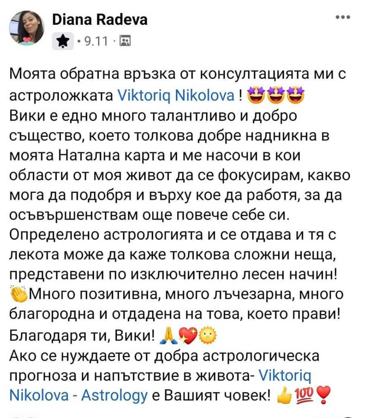 Diana Radeva
9.11
Моята обратна връзка от консултацията ми с
астроложката Viktoriq Nikolova ! 🤩🤩🤩
Вики е едно много талантливо и добро
същество, което толкова добре надникна в
моята Натална карта и ме насочи в кои
области от моя живот да се фокусирам, какво
мога да подобря и върху кое да работя, за да
осъвършенствам още повече себе си.
Определено астрологията и се отдава и тя с
лекота може да каже толкова сложни неща,
представени по изключително лесен начин!
👏Много позитивна, много лъчезарна, много
благородна и отдадена на това, което прави!
Благодаря ти, Вики! 🙏💖🌞
Ако се нуждаете от добра астрологическа
прогноза и напътствие в живота- Viktoriq
Nikolova - Astrology е Вашият човек! 👍💯❣️